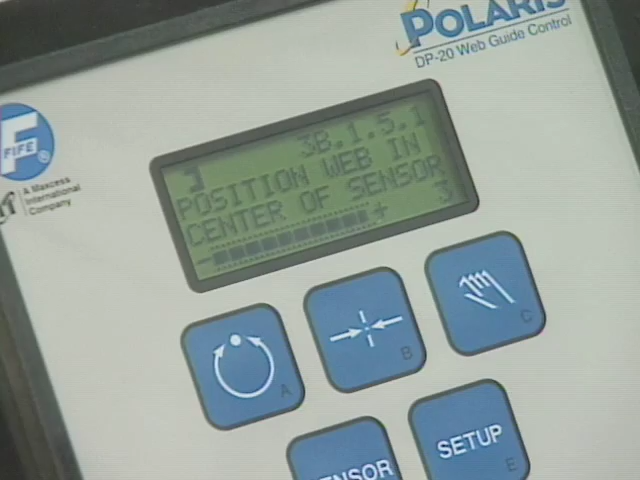 POLARIS
DP-20 Web Guide Control
FIFE
A Maxcess
International
Company
3B.1.5.1
POSITION WEB IN
CENTER OF SENSOR
- + 3
A
B
C
SENSOR
SETUP
E